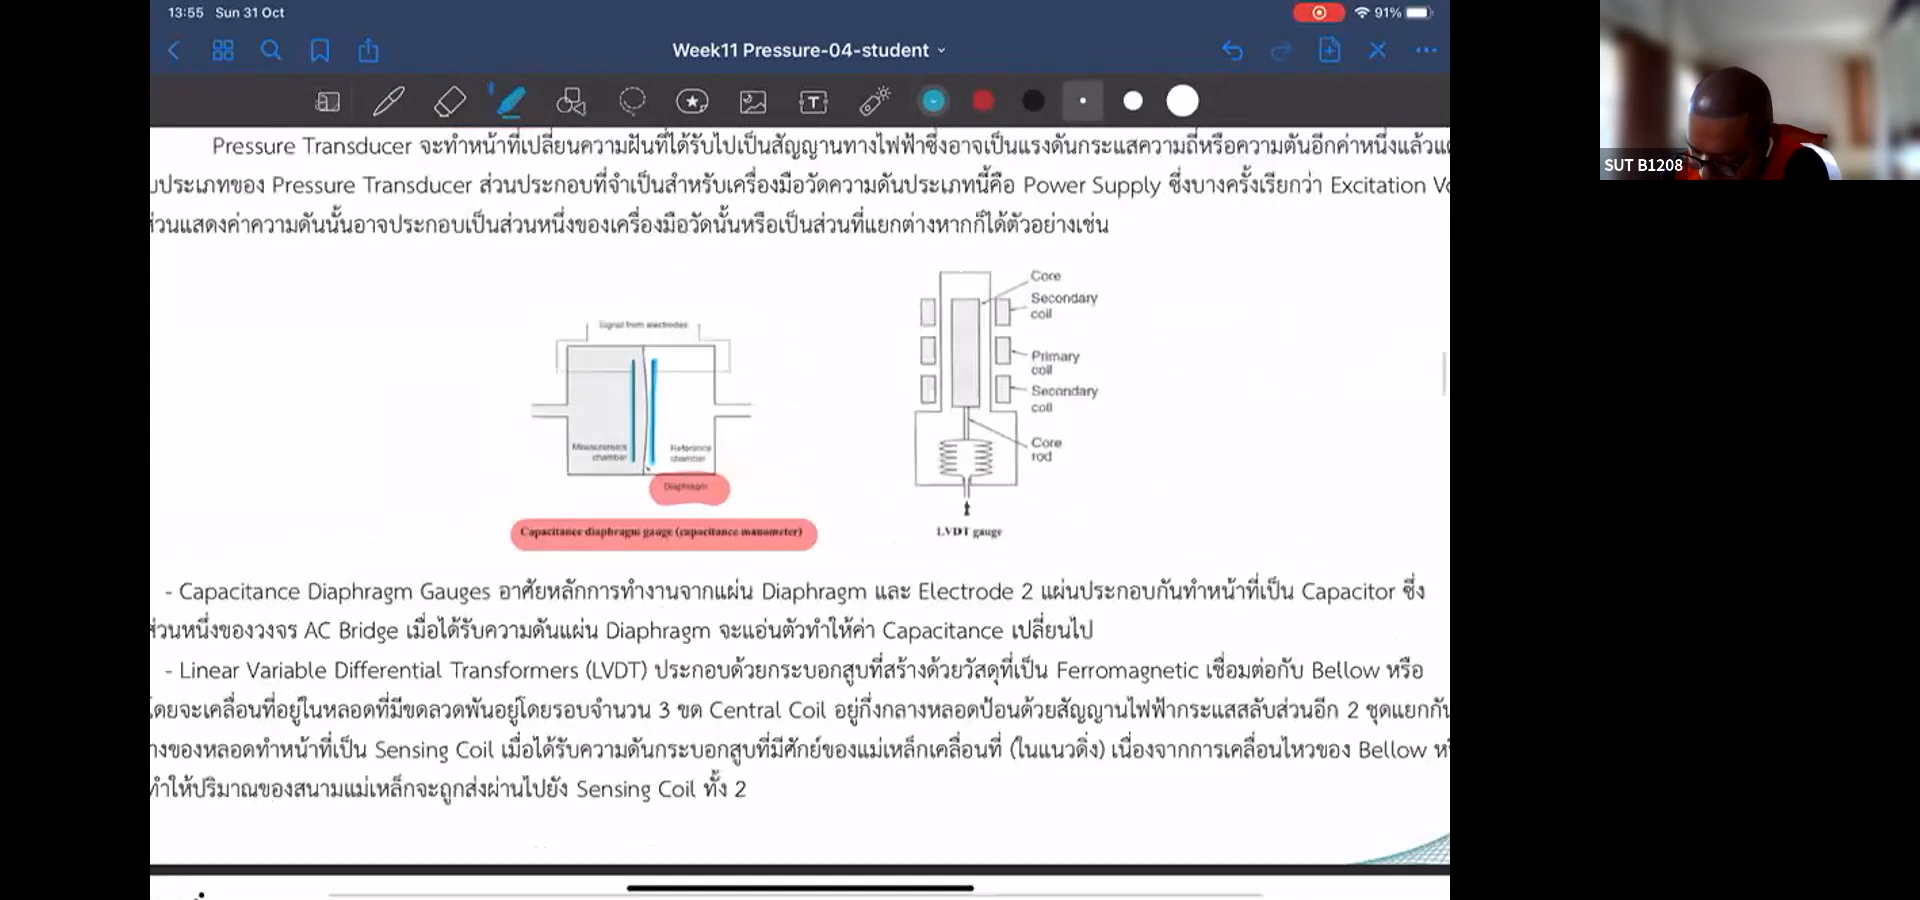 13:55 Sun 31 Oct
91%
Week11 Pressure-04-student
SUT B1208
Pressure Transducer จะทำหน้าที่เปลี่ยนความฝันที่ได้รับไปเป็นสัญญานทางไฟฟ้าซึ่งอาจเป็นแรงดันกระแสความถี่หรือความต้นอีกค่าหนึ่งแล้วแต่
บประเภทของ Pressure Transducer ส่วนประกอบที่จำเป็นสำหรับเครื่องมือวัดความดันประเภทนี้คือ Power Supply ซึ่งบางครั้งเรียกว่า Excitation Vo
ส่วนแสดงค่าความดันนั้นอาจประกอบเป็นส่วนหนึ่งของเครื่องมือวัดนั้นหรือเป็นส่วนที่แยกต่างหากก็ได้ตัวอย่างเช่น
Signal from electrodes
Measurement
chamber
Reference
chamber
Diaphragm
Capacitance diaphragm gauge (capacitance manometer)
Core
Secondary
coil
Primary
coil
Secondary
coil
Core
rod
LVDT gauge
- Capacitance Diaphragm Gauges อาศัยหลักการทำงานจากแผ่น Diaphragm และ Electrode 2 แผ่นประกอบกันทำหน้าที่เป็น Capacitor ซึ่ง
ส่วนหนึ่งของวงจร AC Bridge เมื่อได้รับความดันแผ่น Diaphragm จะแอ่นตัวทำให้ค่า Capacitance เปลี่ยนไป
- Linear Variable Differential Transformers (LVDT) ประกอบด้วยกระบอกสูบที่สร้างด้วยวัสดุที่เป็น Ferromagnetic เชื่อมต่อกับ Bellow หรือ
โดยจะเคลื่อนที่อยู่ในหลอดที่มีขดลวดพันอยู่โดยรอบจำนวน 3 ขด Central Coil อยู่กึ่งกลางหลอดป้อนด้วยสัญญานไฟฟ้ากระแสสลับส่วนอีก 2 ชุดแยกกัน
างของหลอดทำหน้าที่เป็น Sensing Coil เมื่อได้รับความดันกระบอกสูบที่มีศักย์ของแม่เหล็กเคลื่อนที่ (ในแนวดิ่ง) เนื่องจากการเคลื่อนไหวของ Bellow ห
ทำให้ปริมาณของสนามแม่เหล็กจะถูกส่งผ่านไปยัง Sensing Coil ทั้ง 2